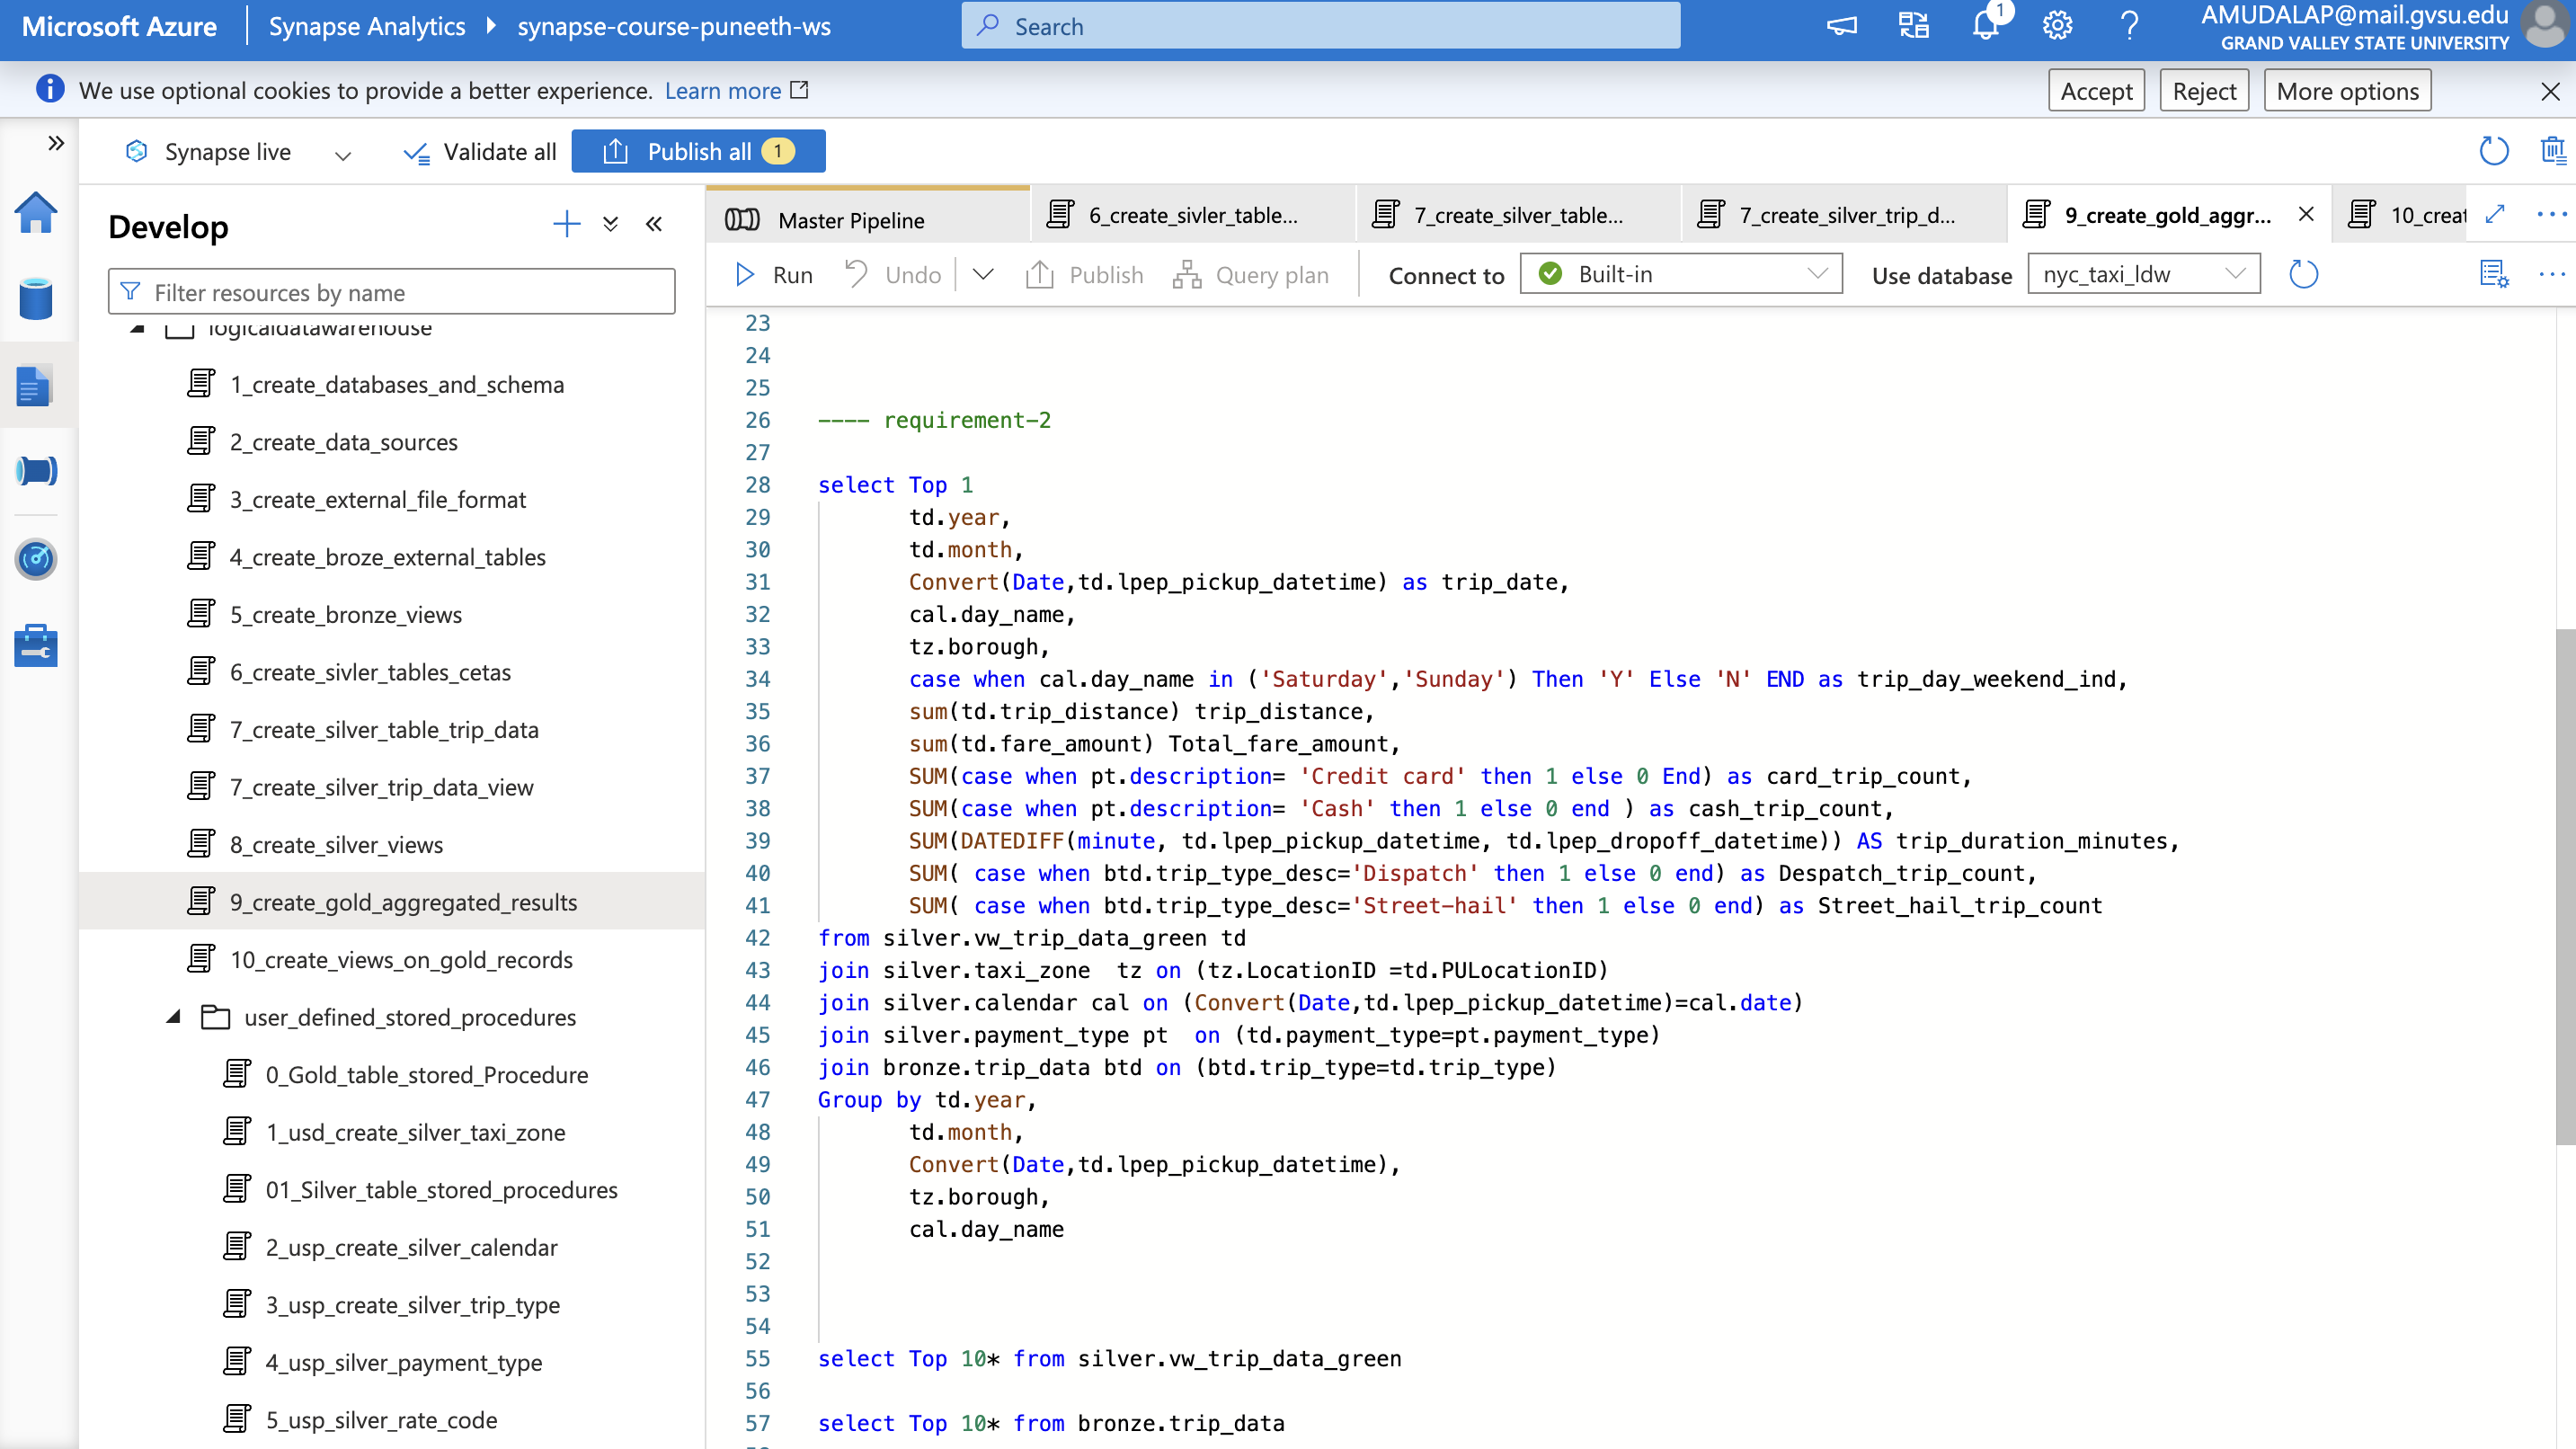 Microsoft Azure
Synapse Analytics
synapse-course-puneeth-ws
Search
1
AMUDALAP@mail.gvsu.edu
GRAND VALLEY STATE UNIVERSITY
We use optional cookies to provide a better experience. Learn more
Accept
Reject
More options
Synapse live
Validate all
Publish all 1
Develop
Filter resources by name
logicaldatawarehouse
1_create_databases_and_schema
2_create_data_sources
3_create_external_file_format
4_create_broze_external_tables
5_create_bronze_views
6_create_sivler_tables_cetas
7_create_silver_table_trip_data
7_create_silver_trip_data_view
8_create_silver_views
9_create_gold_aggregated_results
10_create_views_on_gold_records
user_defined_stored_procedures
0_Gold_table_stored_Procedure
1_usd_create_silver_taxi_zone
01_Silver_table_stored_procedures
2_usp_create_silver_calendar
3_usp_create_silver_trip_type
4_usp_silver_payment_type
5_usp_silver_rate_code
Master Pipeline
6_create_sivler_table...
7_create_silver_table...
7_create_silver_trip_d...
9_create_gold_aggr...
10_creat
Run
Undo
Publish
Query plan
Connect to
Built-in
Use database
nyc_taxi_ldw
23
24
25
26 ---- requirement-2
27
28 select Top 1
29 td.year,
30 td.month,
31 Convert(Date,td.lpep_pickup_datetime) as trip_date,
32 cal.day_name,
33 tz.borough,
34 case when cal.day_name in ('Saturday','Sunday') Then 'Y' Else 'N' END as trip_day_weekend_ind,
35 sum(td.trip_distance) trip_distance,
36 sum(td.fare_amount) Total_fare_amount,
37 SUM(case when pt.description= 'Credit card' then 1 else 0 End) as card_trip_count,
38 SUM(case when pt.description= 'Cash' then 1 else 0 end ) as cash_trip_count,
39 SUM(DATEDIFF(minute, td.lpep_pickup_datetime, td.lpep_dropoff_datetime)) AS trip_duration_minutes,
40 SUM( case when btd.trip_type_desc='Dispatch' then 1 else 0 end) as Despatch_trip_count,
41 SUM( case when btd.trip_type_desc='Street-hail' then 1 else 0 end) as Street_hail_trip_count
42 from silver.vw_trip_data_green td
43 join silver.taxi_zone  tz on (tz.LocationID =td.PULocationID)
44 join silver.calendar cal on (Convert(Date,td.lpep_pickup_datetime)=cal.date)
45 join silver.payment_type pt  on (td.payment_type=pt.payment_type)
46 join bronze.trip_data btd on (btd.trip_type=td.trip_type)
47 Group by td.year,
48 td.month,
49 Convert(Date,td.lpep_pickup_datetime),
50 tz.borough,
51 cal.day_name
52
53
54
55 select Top 10* from silver.vw_trip_data_green
56
57 select Top 10* from bronze.trip_data